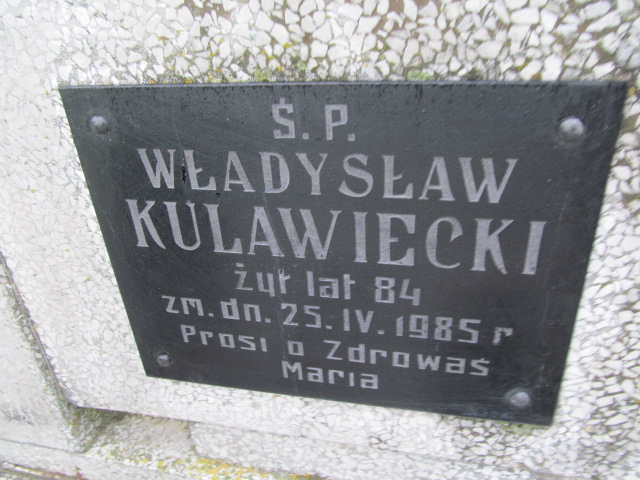 Ś. P.
WŁADYSŁAW
KULAWIECKI
żył lat 84
zm. dn. 25. IV. 1985 r
Prosi o Zdrowaś
Maria